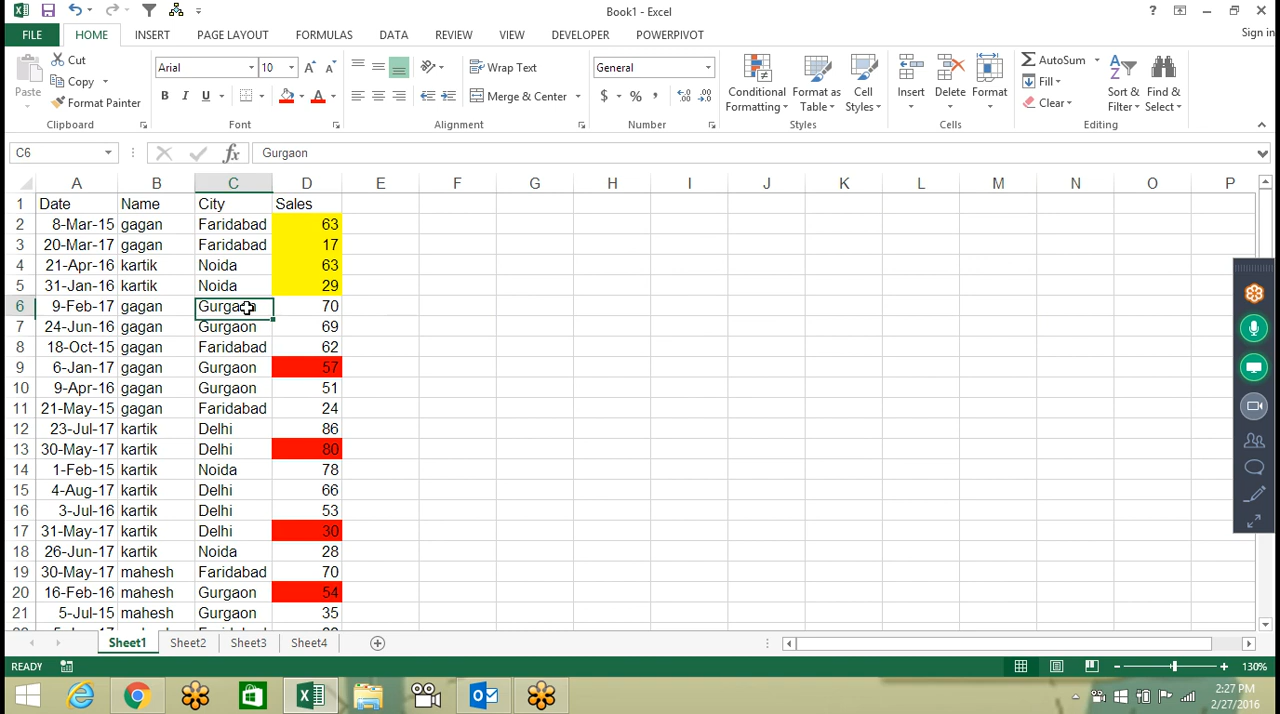 Book1 - Excel
FILE HOME INSERT PAGE LAYOUT FORMULAS DATA REVIEW VIEW DEVELOPER POWERPIVOT Sign in
Paste Cut Copy Format Painter Clipboard
Arial 10 B I U Font
Wrap Text Merge & Center Alignment
General $ % , Number
Conditional Formatting Format as Table Cell Styles Styles
Insert Delete Format Cells
AutoSum Fill Clear Sort & Filter Find & Select Editing
C6 fx Gurgaon
A B C D E F G H I J K L M N O P
1 Date Name City Sales
2 8-Mar-15 gagan Faridabad 63
3 20-Mar-17 gagan Faridabad 17
4 21-Apr-16 kartik Noida 63
5 31-Jan-16 kartik Noida 29
6 9-Feb-17 gagan Gurgaon 70
7 24-Jun-16 gagan Gurgaon 69
8 18-Oct-15 gagan Faridabad 62
9 6-Jan-17 gagan Gurgaon 57
10 9-Apr-16 gagan Gurgaon 51
11 21-May-15 gagan Faridabad 24
12 23-Jul-17 kartik Delhi 86
13 30-May-17 kartik Delhi 80
14 1-Feb-15 kartik Noida 78
15 4-Aug-17 kartik Delhi 66
16 3-Jul-16 kartik Delhi 53
17 31-May-17 kartik Delhi 30
18 26-Jun-17 kartik Noida 28
19 30-May-17 mahesh Faridabad 70
20 16-Feb-16 mahesh Gurgaon 54
21 5-Jul-15 mahesh Gurgaon 35
Sheet1 Sheet2 Sheet3 Sheet4
READY 130%
2:27 PM
2/27/2016